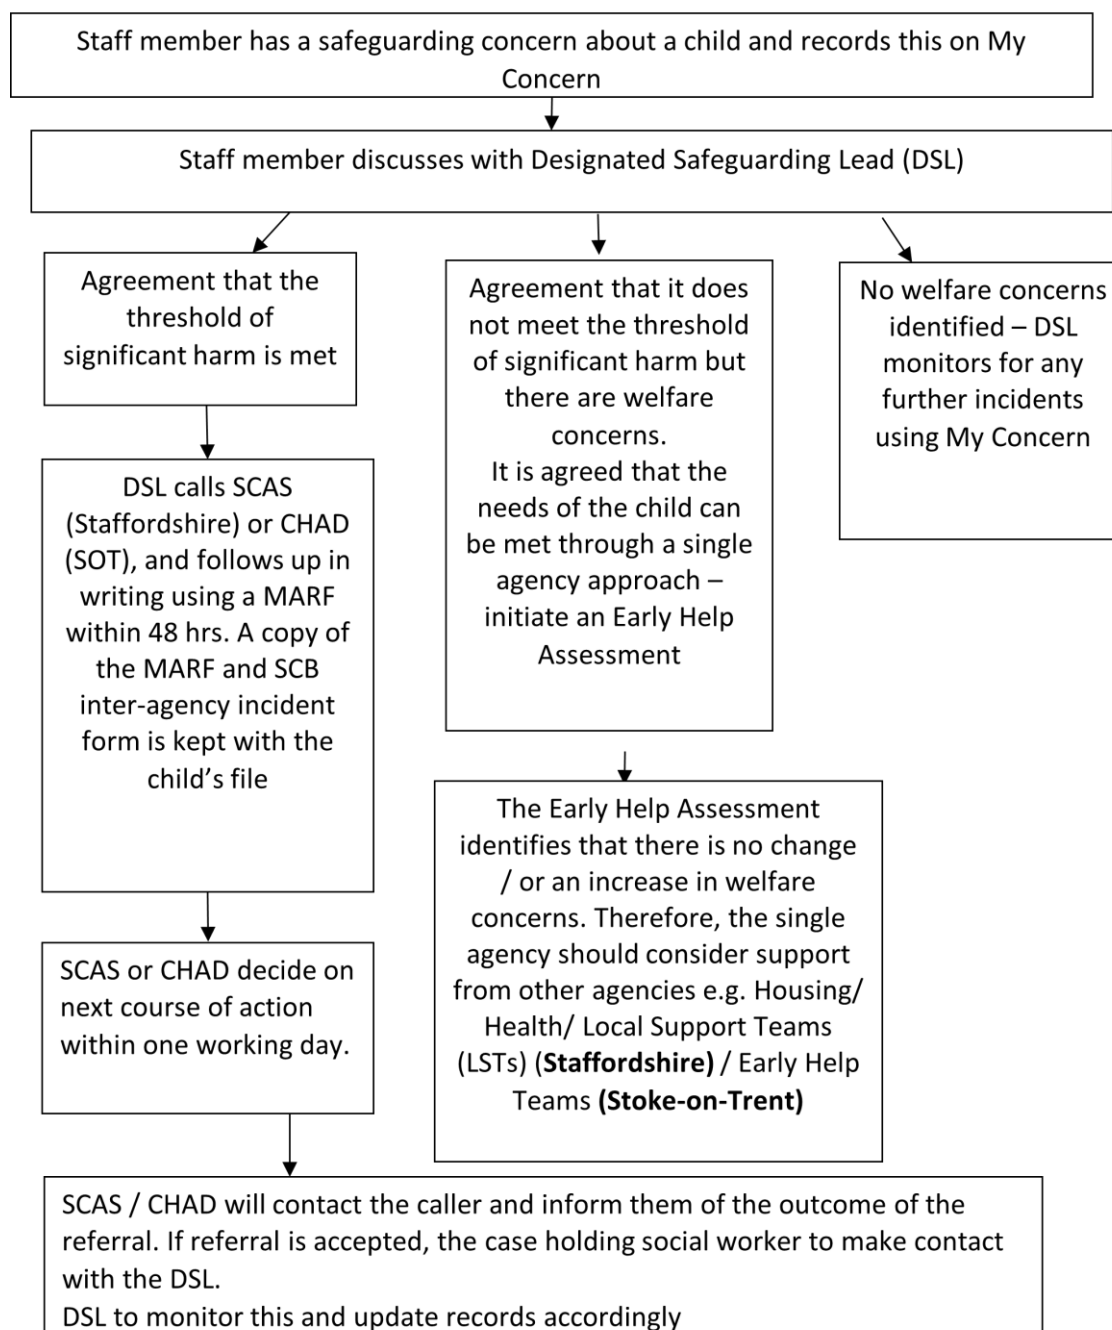 Staff member has a safeguarding concern about a child and records this on My
Concern
Staff member discusses with Designated Safeguarding Lead (DSL)
Agreement that the
threshold of
significant harm is met
Agreement that it does
not meet the threshold
of significant harm but
there are welfare
concerns.
It is agreed that the
needs of the child can
be met through a single
agency approach –
initiate an Early Help
Assessment
No welfare concerns
identified – DSL
monitors for any
further incidents
using My Concern
DSL calls SCAS
(Staffordshire) or CHAD
(SOT), and follows up in
writing using a MARF
within 48 hrs. A copy of
the MARF and SCB
inter-agency incident
form is kept with the
child’s file
The Early Help Assessment
identifies that there is no change
/ or an increase in welfare
concerns. Therefore, the single
agency should consider support
from other agencies e.g. Housing/
Health/ Local Support Teams
(LSTs) (Staffordshire) / Early Help
Teams (Stoke-on-Trent)
SCAS or CHAD decide on
next course of action
within one working day.
SCAS / CHAD will contact the caller and inform them of the outcome of the
referral. If referral is accepted, the case holding social worker to make contact
with the DSL.
DSL to monitor this and update records accordingly